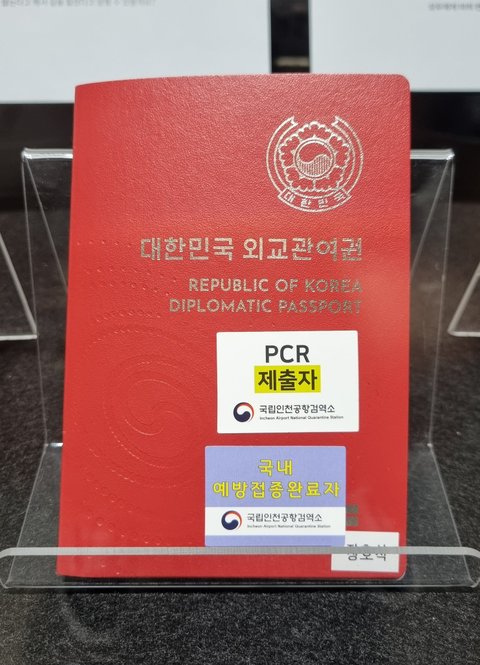 대한민국
대한민국 외교관여권
REPUBLIC OF KOREA
DIPLOMATIC PASSPORT
PCR
제출자
국립인천공항검역소
Incheon Airport National Quarantine Station
국내
예방접종완료자
국립인천공항검역소
Incheon Airport National Quarantine Station
장호석